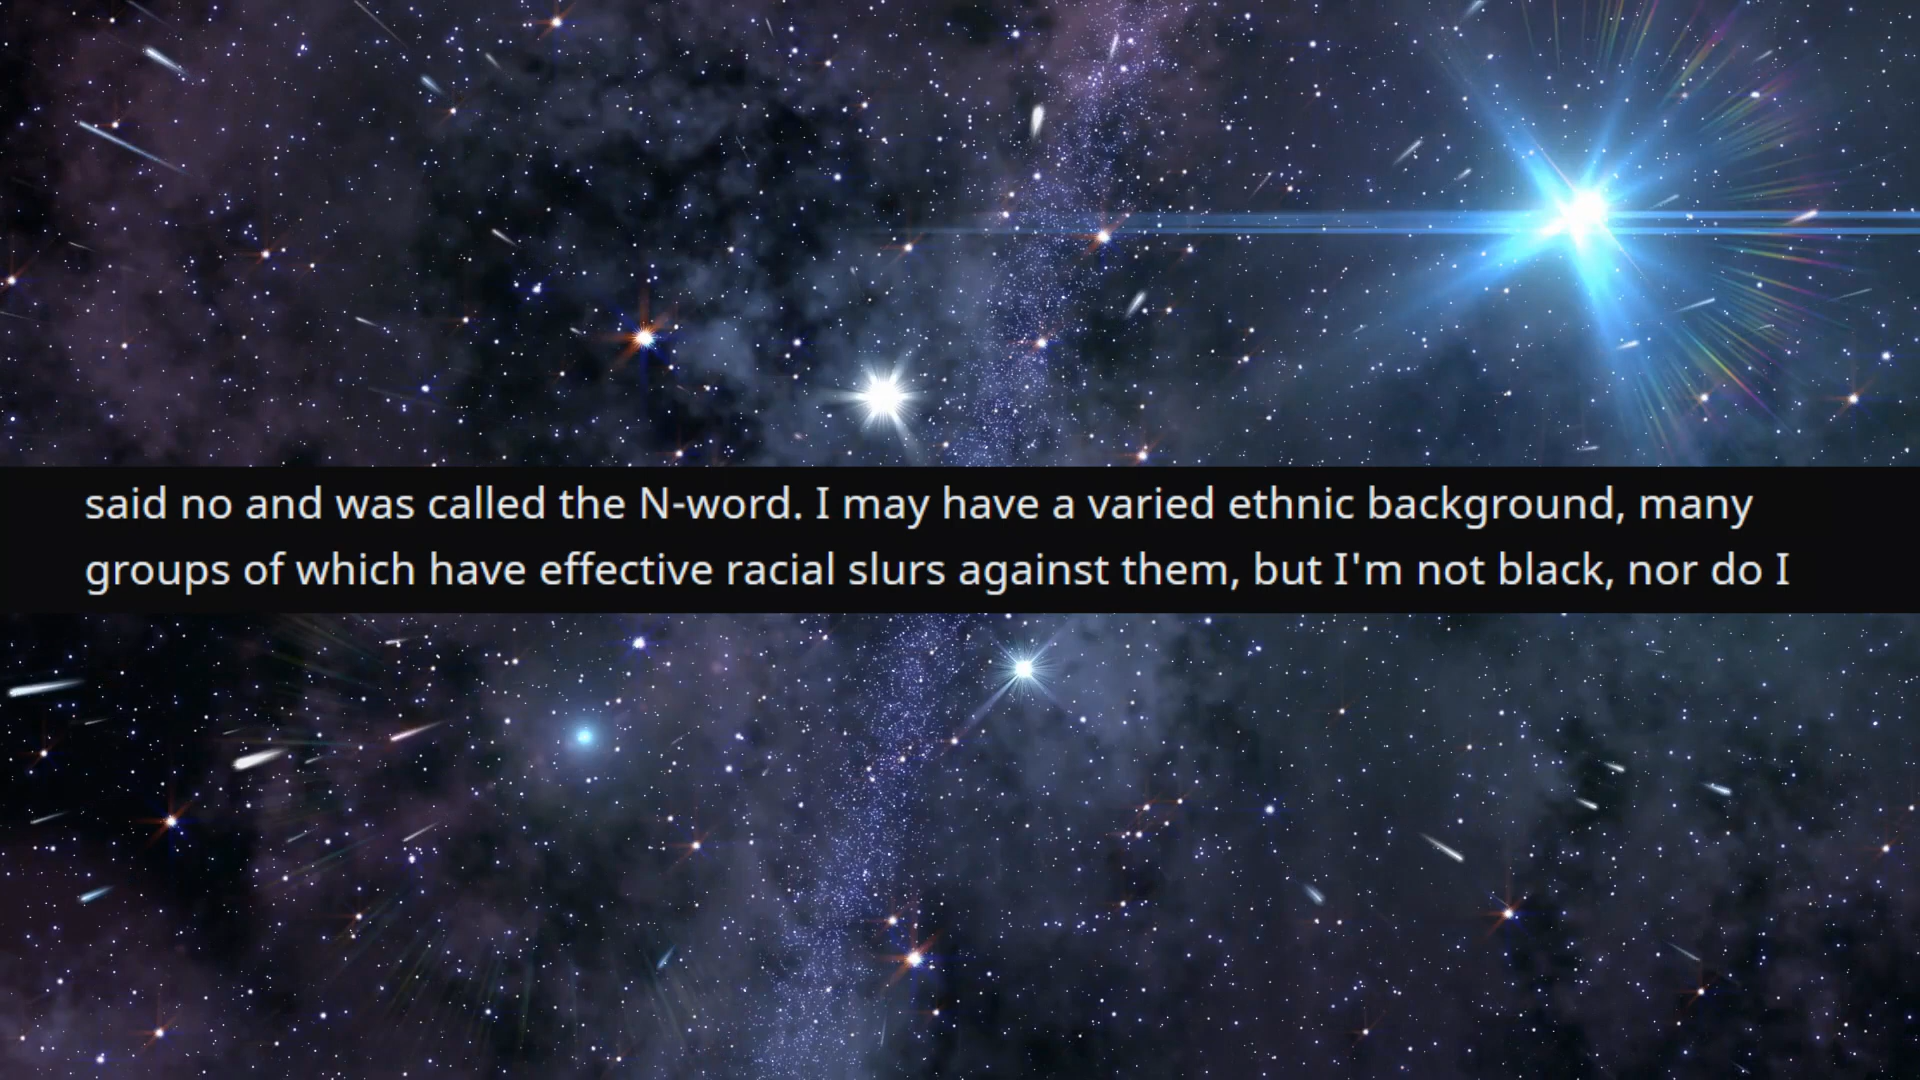 said no and was called the N-word. I may have a varied ethnic background, many
groups of which have effective racial slurs against them, but I'm not black, nor do I